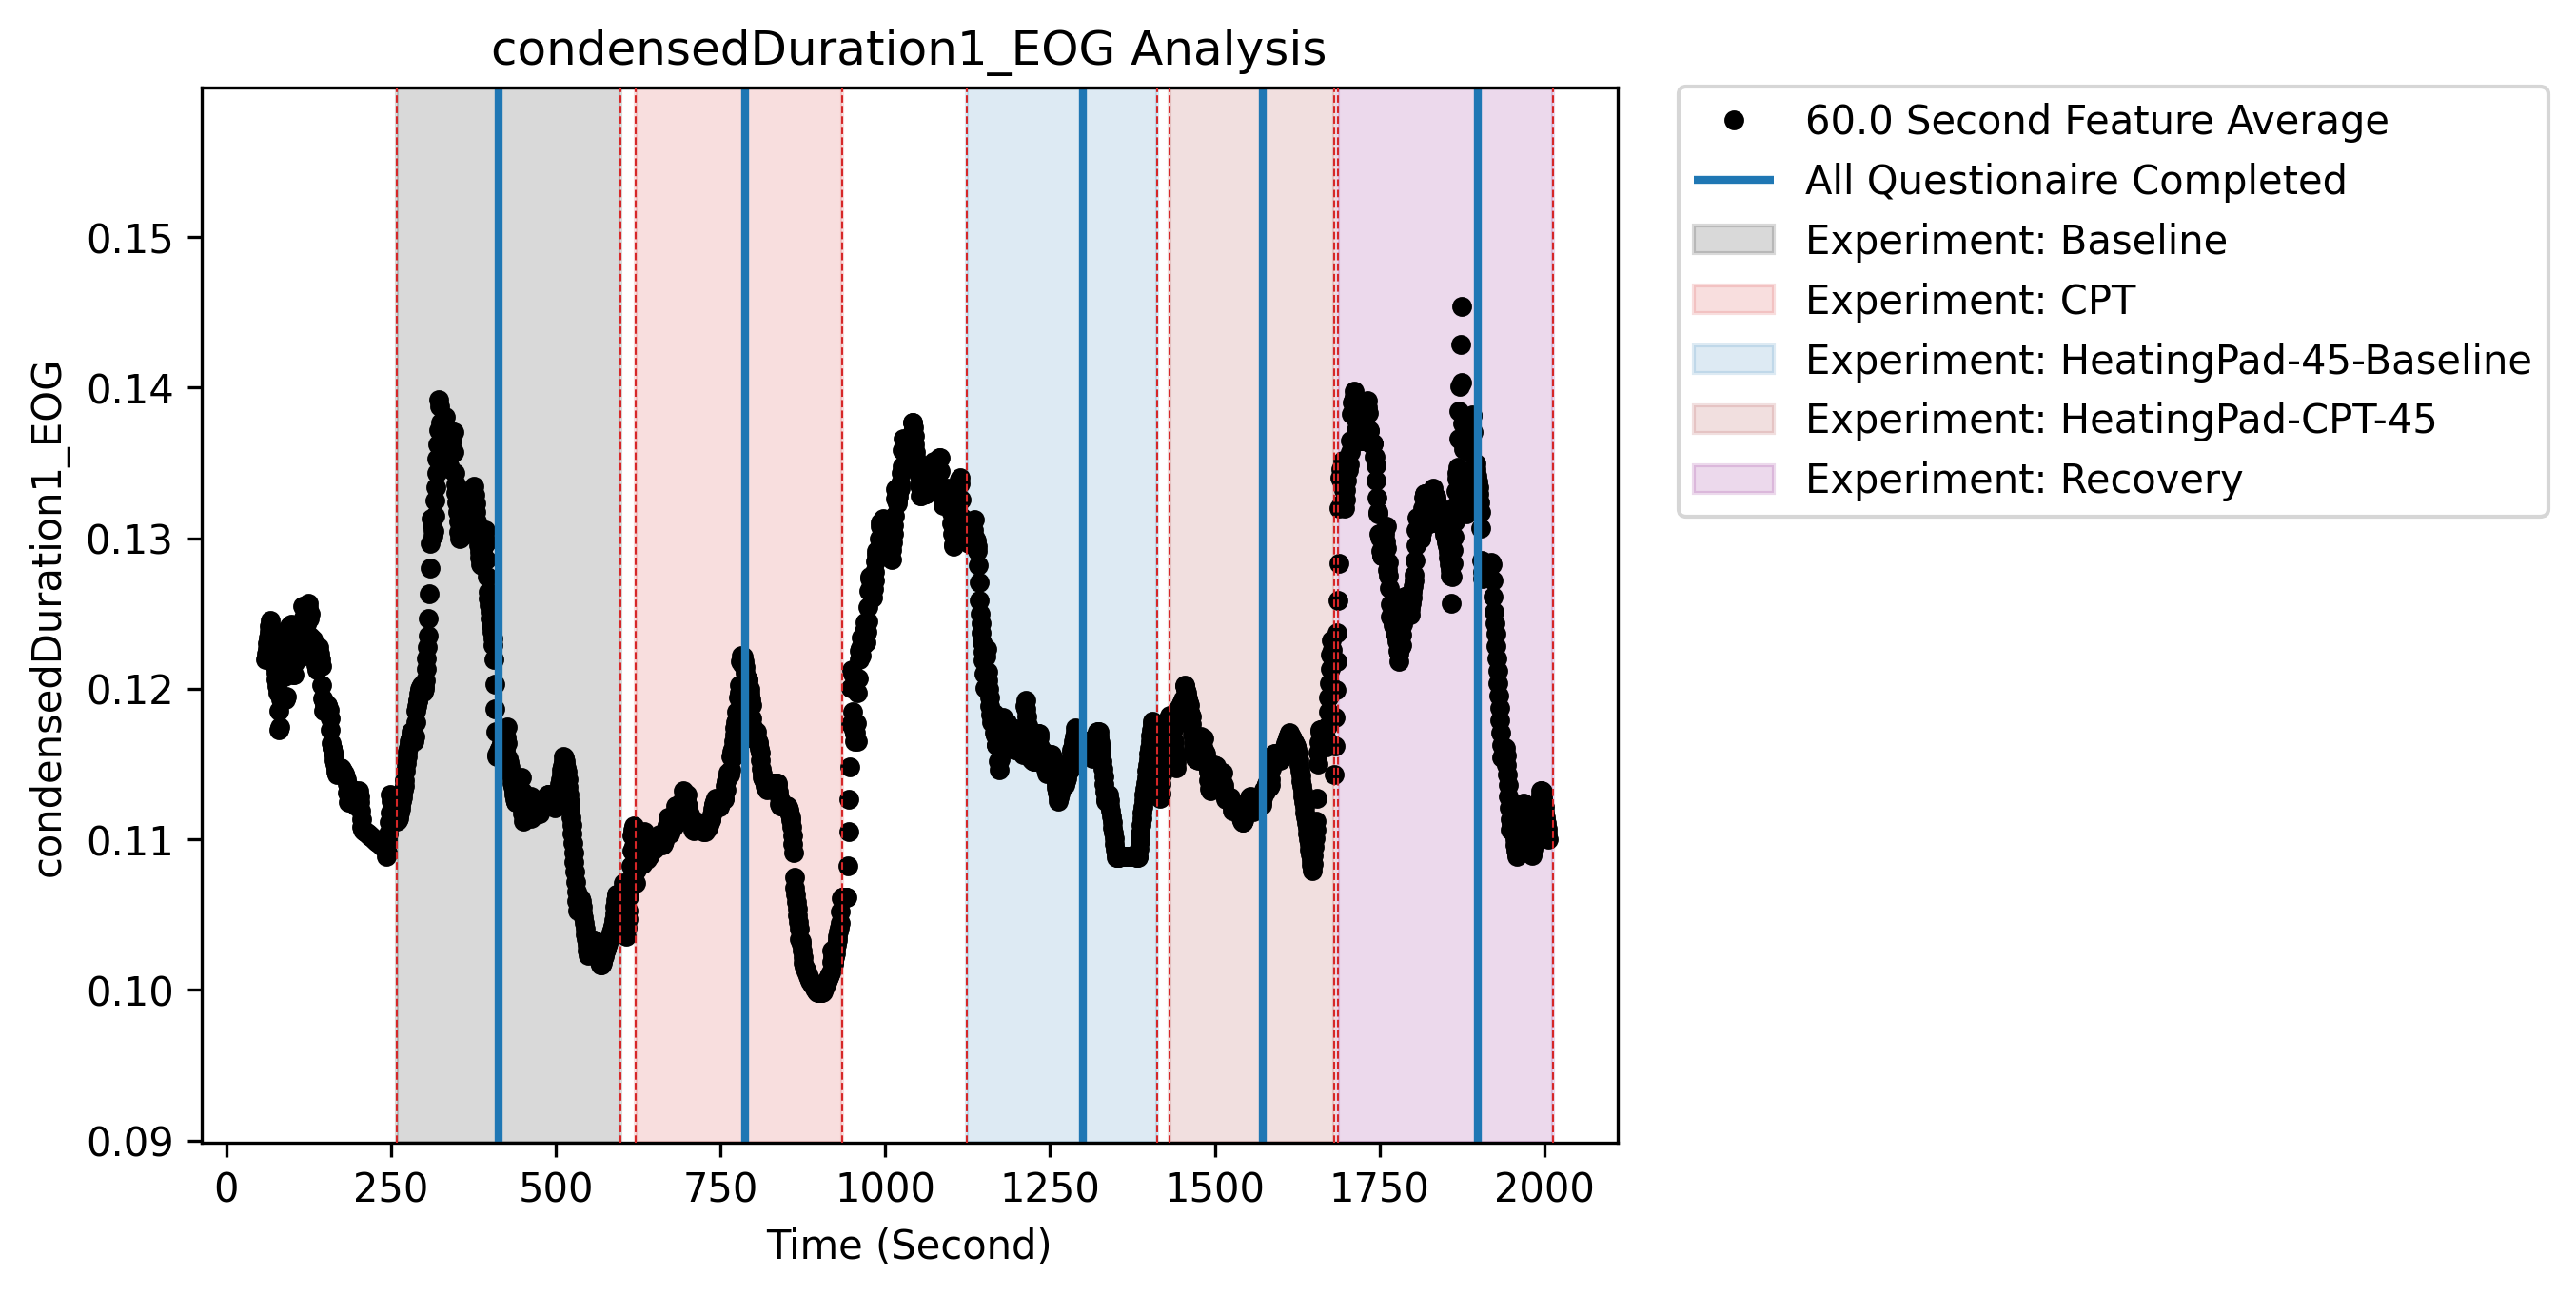 condensedDuration1_EOG Analysis
condensedDuration1_EOG
0.15
0.14
0.13
0.12
0.11
0.10
0.09
0 250 500 750 1000 1250 1500 1750 2000
Time (Second)
60.0 Second Feature Average
All Questionaire Completed
Experiment: Baseline
Experiment: CPT
Experiment: HeatingPad-45-Baseline
Experiment: HeatingPad-CPT-45
Experiment: Recovery